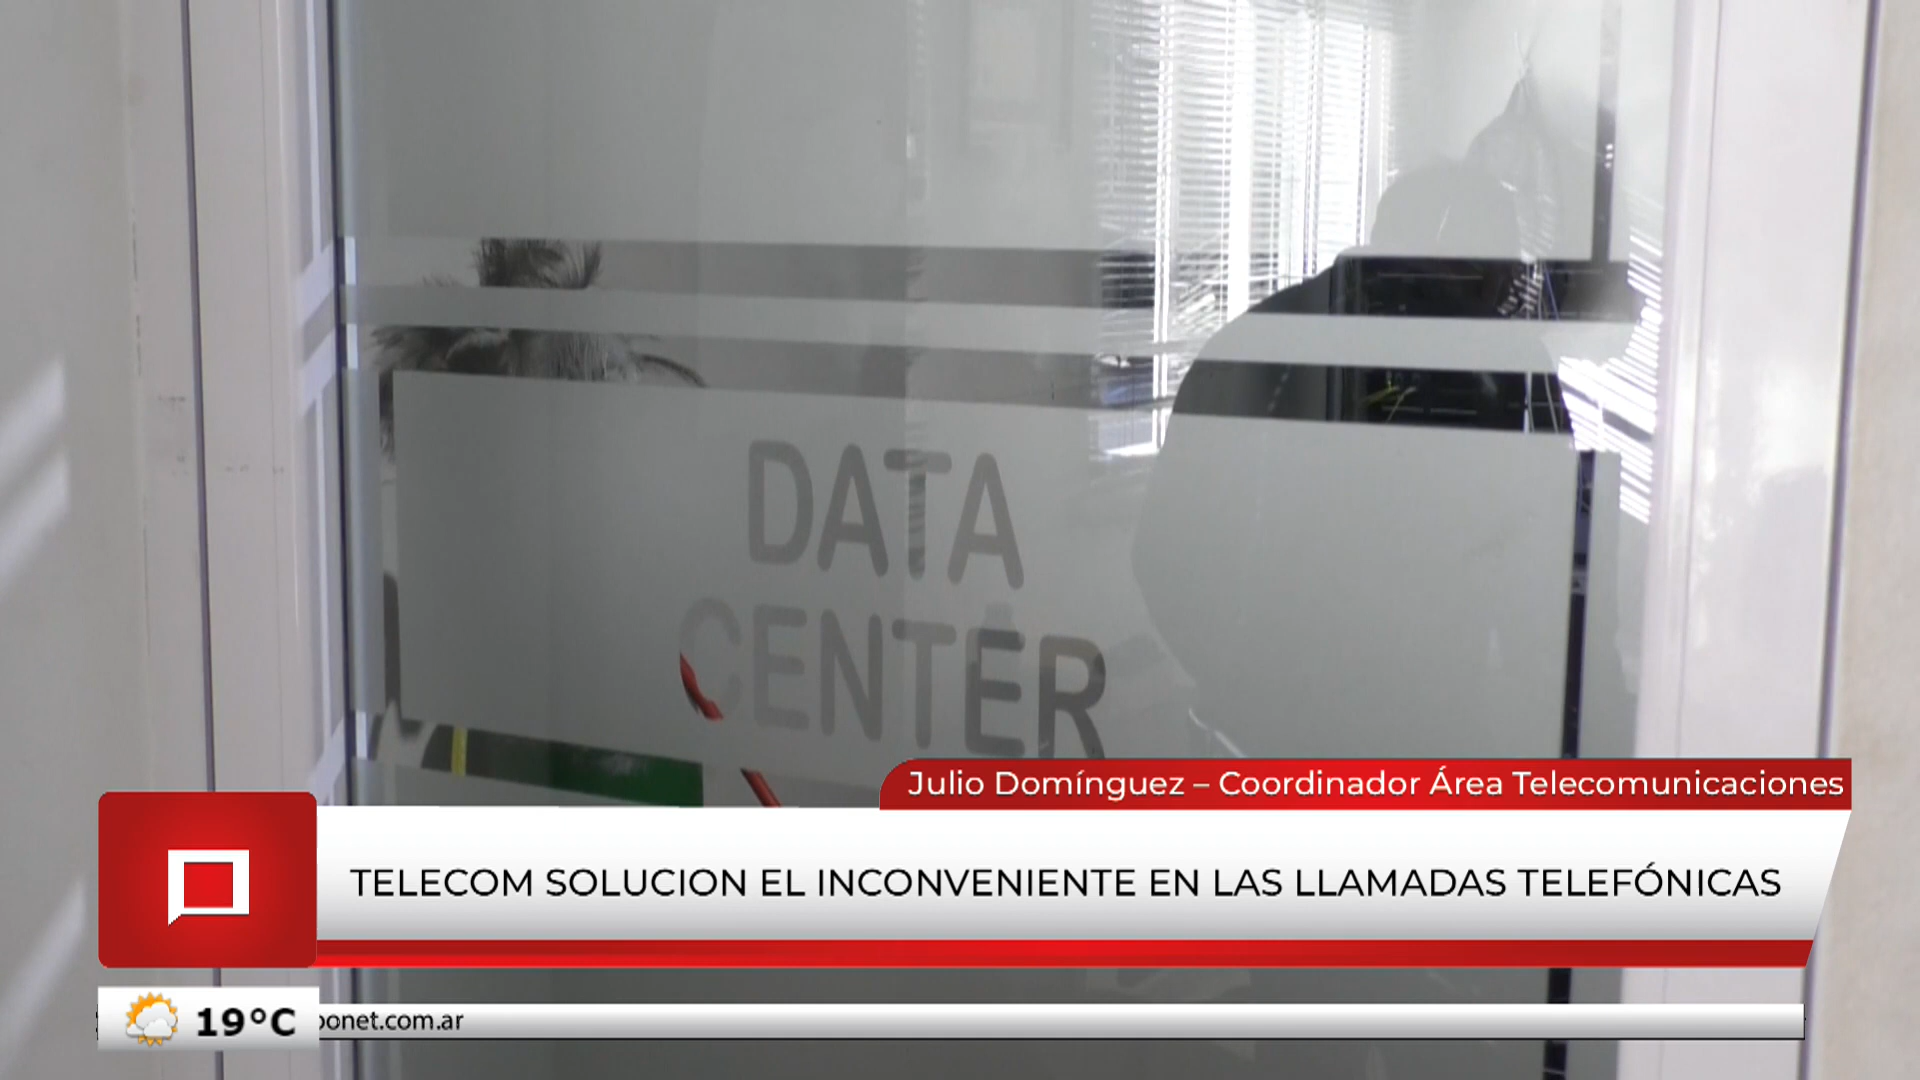 DATA
CENTER
Julio Domínguez – Coordinador Área Telecomunicaciones
TELECOM SOLUCION EL INCONVENIENTE EN LAS LLAMADAS TELEFÓNICAS
19°C
onet.com.ar